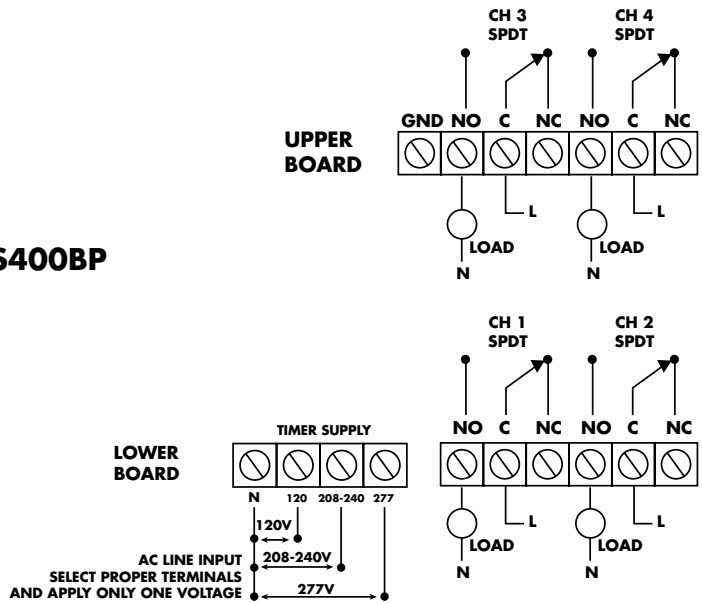 CH 3 CH 4
SPDT SPDT
GND NO C NC NO C NC
UPPER
BOARD
L L
LOAD LOAD
N N
S400BP
CH 1 CH 2
SPDT SPDT
TIMER SUPPLY
NO C NC NO C NC
LOWER
BOARD
N 120 208-240 277
120V
L L
LOAD LOAD
N N
AC LINE INPUT 208-240V
SELECT PROPER TERMINALS
AND APPLY ONLY ONE VOLTAGE 277V